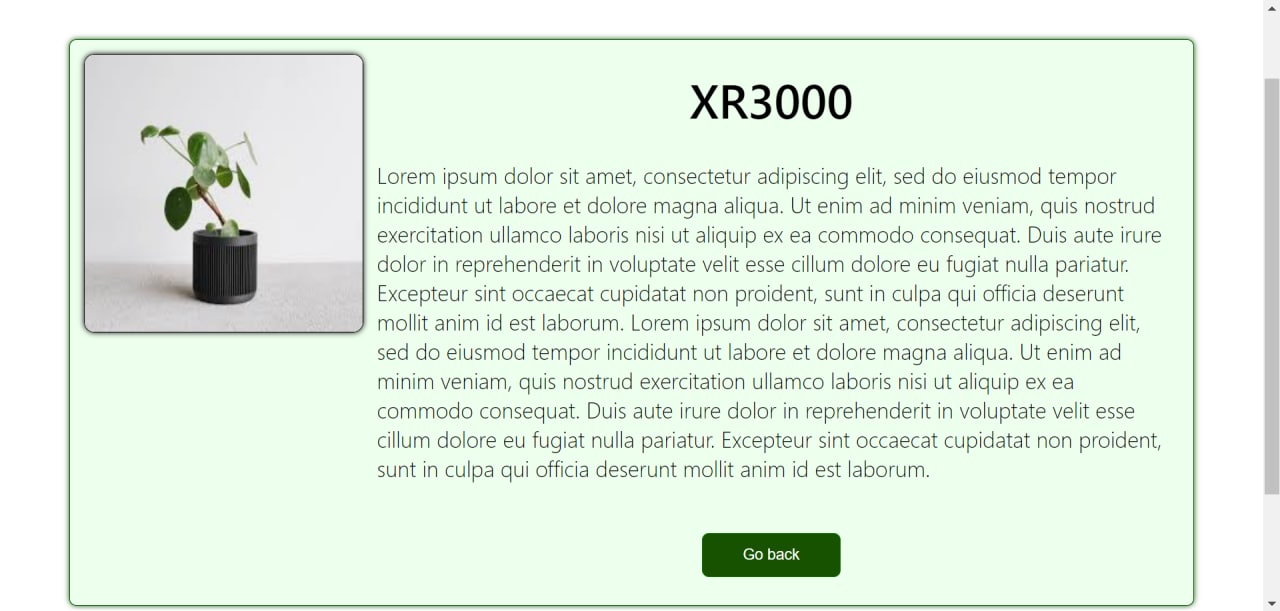 XR3000
Lorem ipsum dolor sit amet, consectetur adipiscing elit, sed do eiusmod tempor
incididunt ut labore et dolore magna aliqua. Ut enim ad minim veniam, quis nostrud
exercitation ullamco laboris nisi ut aliquip ex ea commodo consequat. Duis aute irure
dolor in reprehenderit in voluptate velit esse cillum dolore eu fugiat nulla pariatur.
Excepteur sint occaecat cupidatat non proident, sunt in culpa qui officia deserunt
mollit anim id est laborum. Lorem ipsum dolor sit amet, consectetur adipiscing elit,
sed do eiusmod tempor incididunt ut labore et dolore magna aliqua. Ut enim ad
minim veniam, quis nostrud exercitation ullamco laboris nisi ut aliquip ex ea
commodo consequat. Duis aute irure dolor in reprehenderit in voluptate velit esse
cillum dolore eu fugiat nulla pariatur. Excepteur sint occaecat cupidatat non proident,
sunt in culpa qui officia deserunt mollit anim id est laborum.
Go back